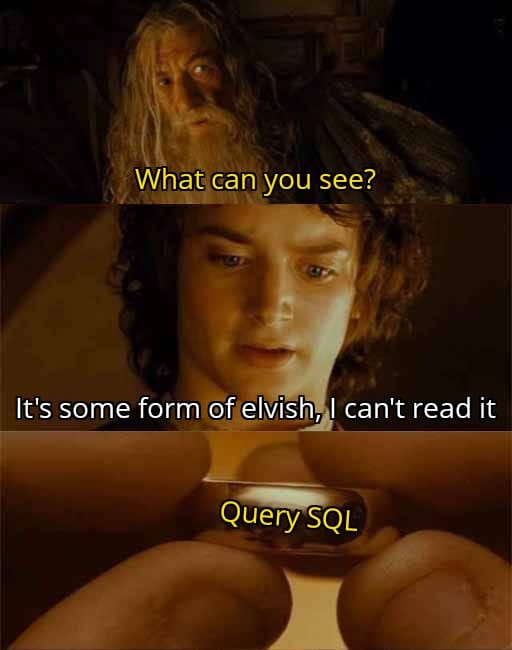 What can you see?
It's some form of elvish, I can't read it
Query SQL